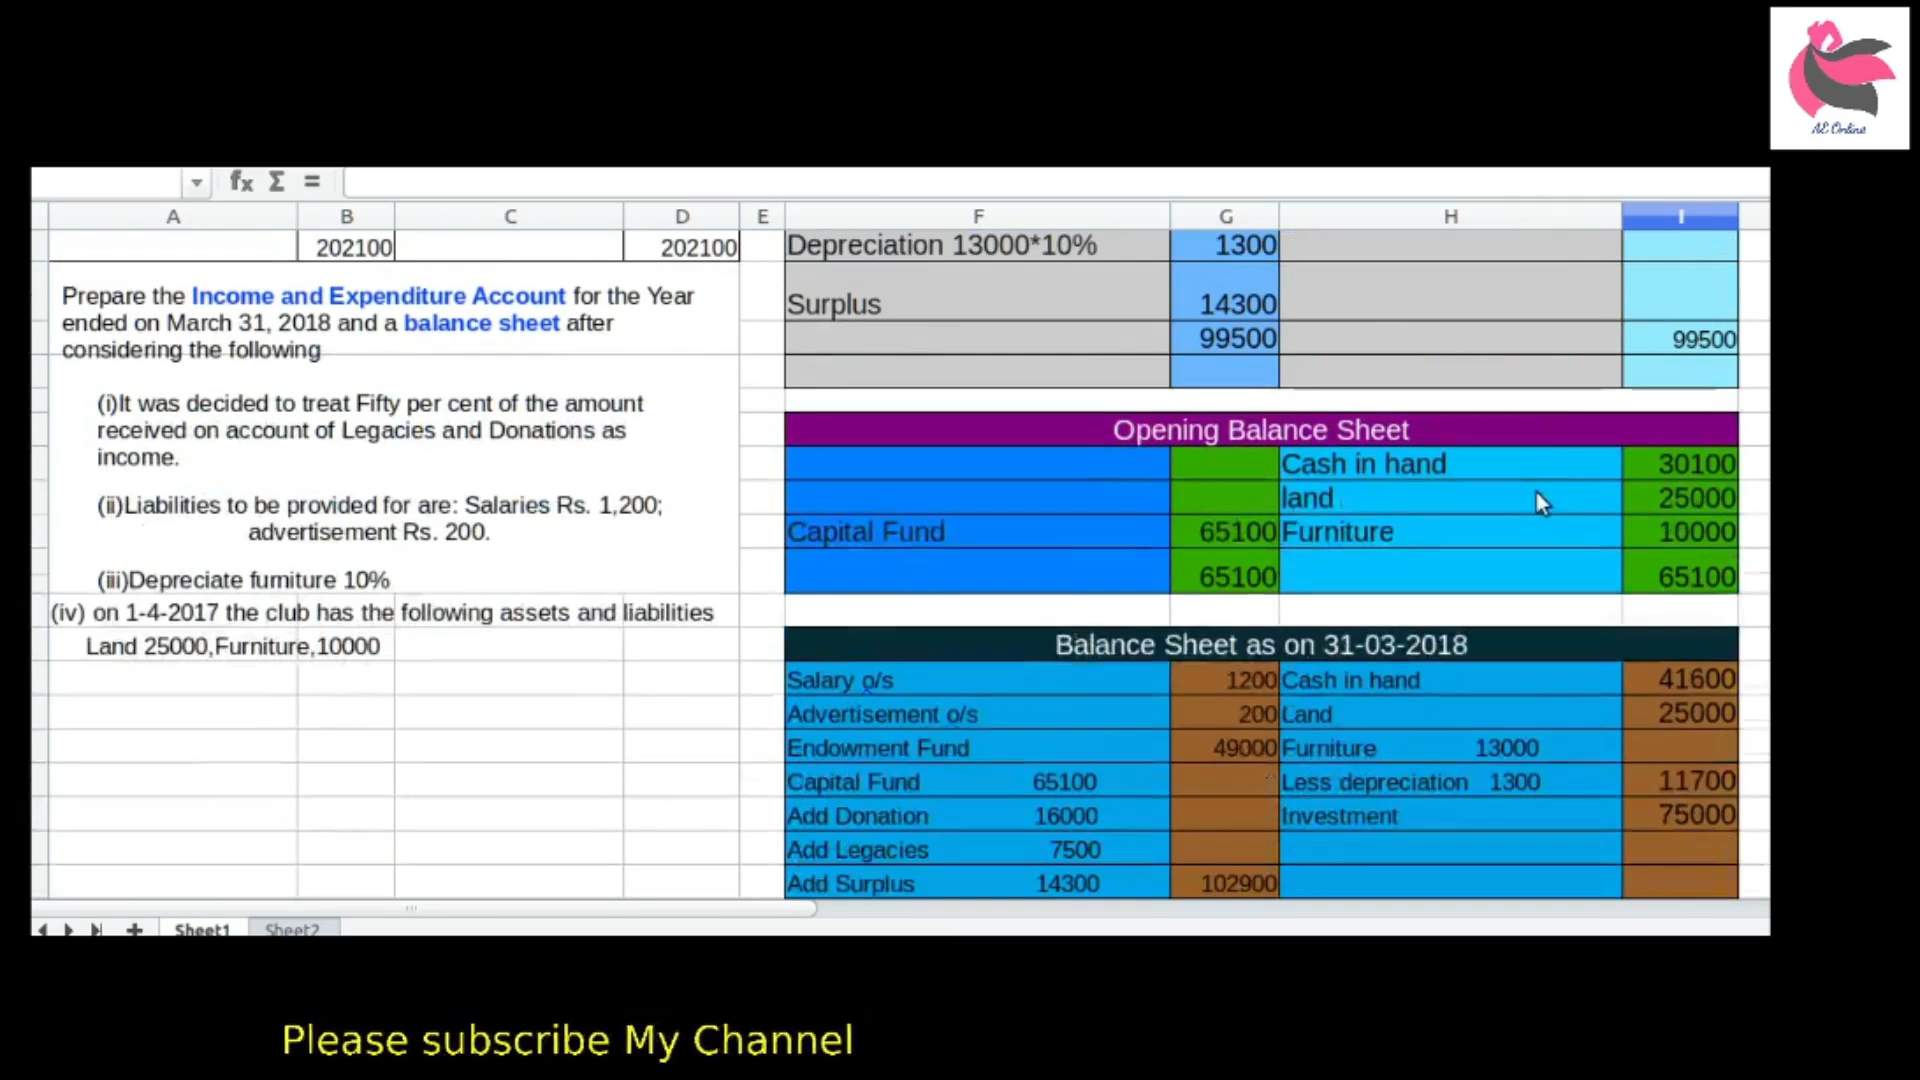 AE Online
fx Σ =
A B C D E F G H I
202100 202100
Prepare the Income and Expenditure Account for the Year
ended on March 31, 2018 and a balance sheet after
considering the following
(i)It was decided to treat Fifty per cent of the amount
received on account of Legacies and Donations as
income.
(ii)Liabilities to be provided for are: Salaries Rs. 1,200;
advertisement Rs. 200.
(iii)Depreciate furniture 10%
(iv) on 1-4-2017 the club has the following assets and liabilities
Land 25000,Furniture,10000
Depreciation 13000*10% 1300
Surplus 14300
99500 99500
Opening Balance Sheet
Cash in hand 30100
land 25000
Capital Fund 65100 Furniture 10000
65100 65100
Balance Sheet as on 31-03-2018
Salary o/s 1200 Cash in hand 41600
Advertisement o/s 200 Land 25000
Endowment Fund 49000 Furniture 13000
Capital Fund 65100 Less depreciation 1300 11700
Add Donation 16000 Investment 75000
Add Legacies 7500
Add Surplus 14300 102900
Sheet1 Sheet2
Please subscribe My Channel